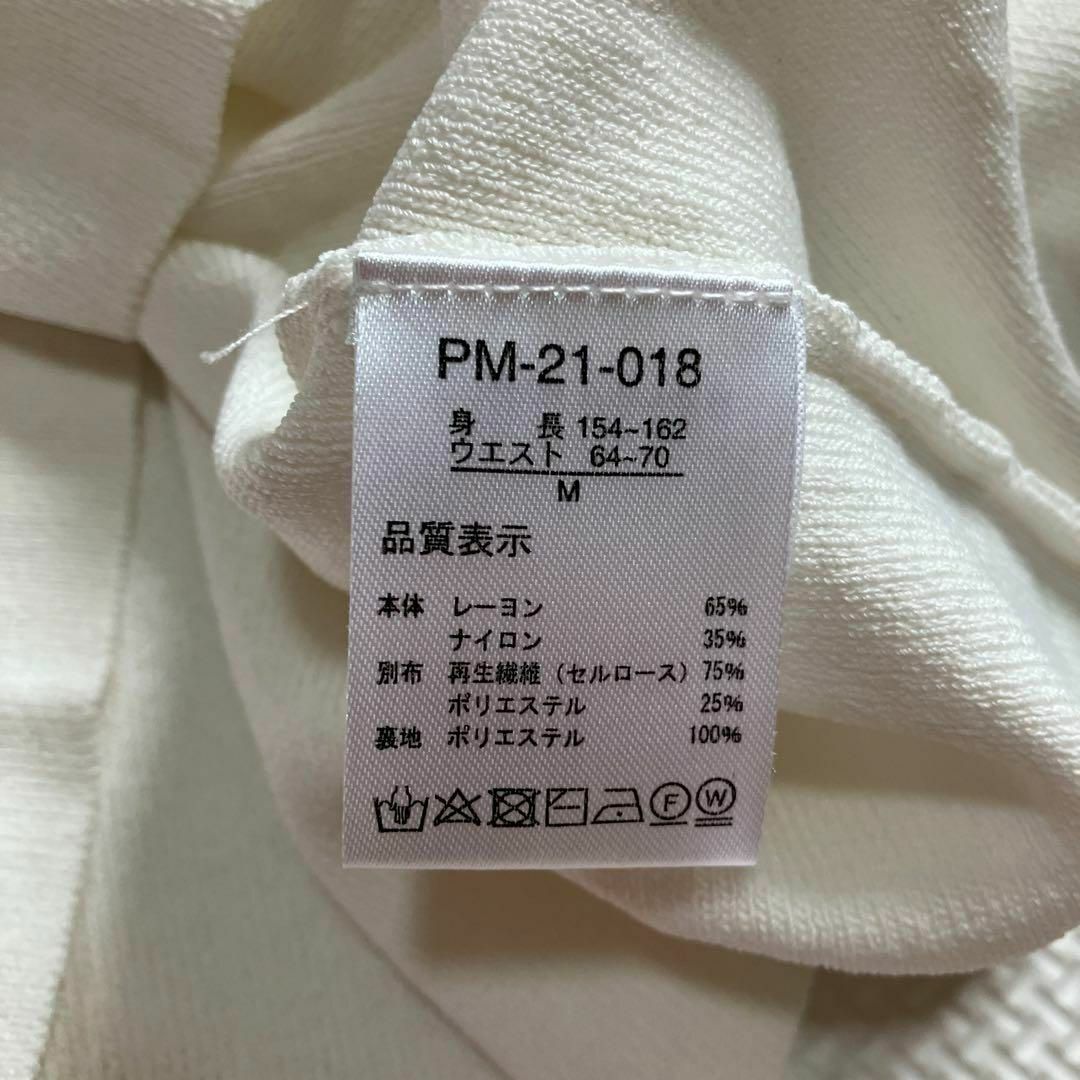 PM-21-018
身長 154~162
ウエスト 64~70
M
品質表示
本体 レーヨン 65%
ナイロン 35%
別布 再生繊維(セルロース) 75%
ポリエステル 25%
裏地 ポリエステル 100%
F W